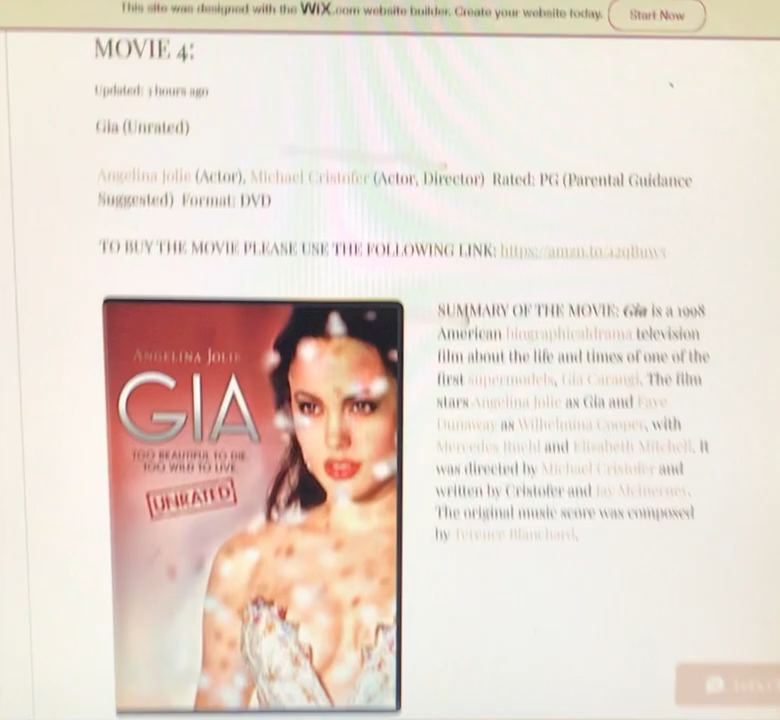 This site was designed with the WiX.com website builder. Create your website today. Start Now
MOVIE 4:
Updated: 3 hours ago
Gia (Unrated)
Angelina Jolie (Actor), Michael Cristofer (Actor, Director) Rated: PG (Parental Guidance
Suggested) Format: DVD
TO BUY THE MOVIE PLEASE USE THE FOLLOWING LINK:
ANGELINA JOLIE
GIA
TOO BEAUTIFUL TO DIE.
TOO WILD TO LIVE.
UNRATED
SUMMARY OF THE MOVIE: Gia is a 1998
American biographicaldrama television
film about the life and times of one of the
first supermodels, Gia Carangi. The film
stars Angelina Jolie as Gia and Faye
Dunaway as Wilhelmina Cooper, with
Mercedes Ruehl and Elizabeth Mitchell. It
was directed by Michael Cristofer and
written by Cristofer and Jay McInerney.
The original music score was composed
by Terence Blanchard.